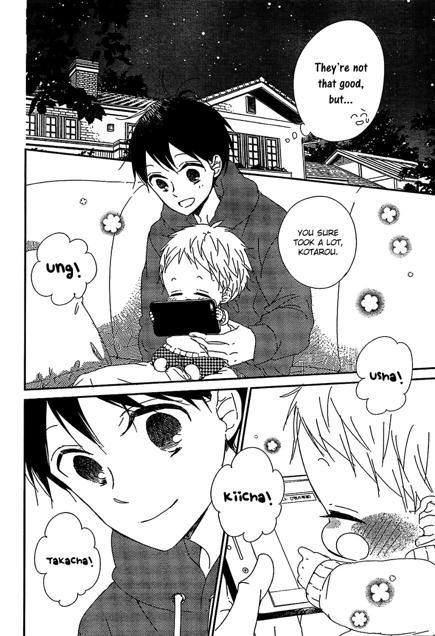 They're not
that good,
but...
YOU SURE
TOOK A LOT,
KOTAROU.
Ung!
Usha!
Kiicha!
Takacha!